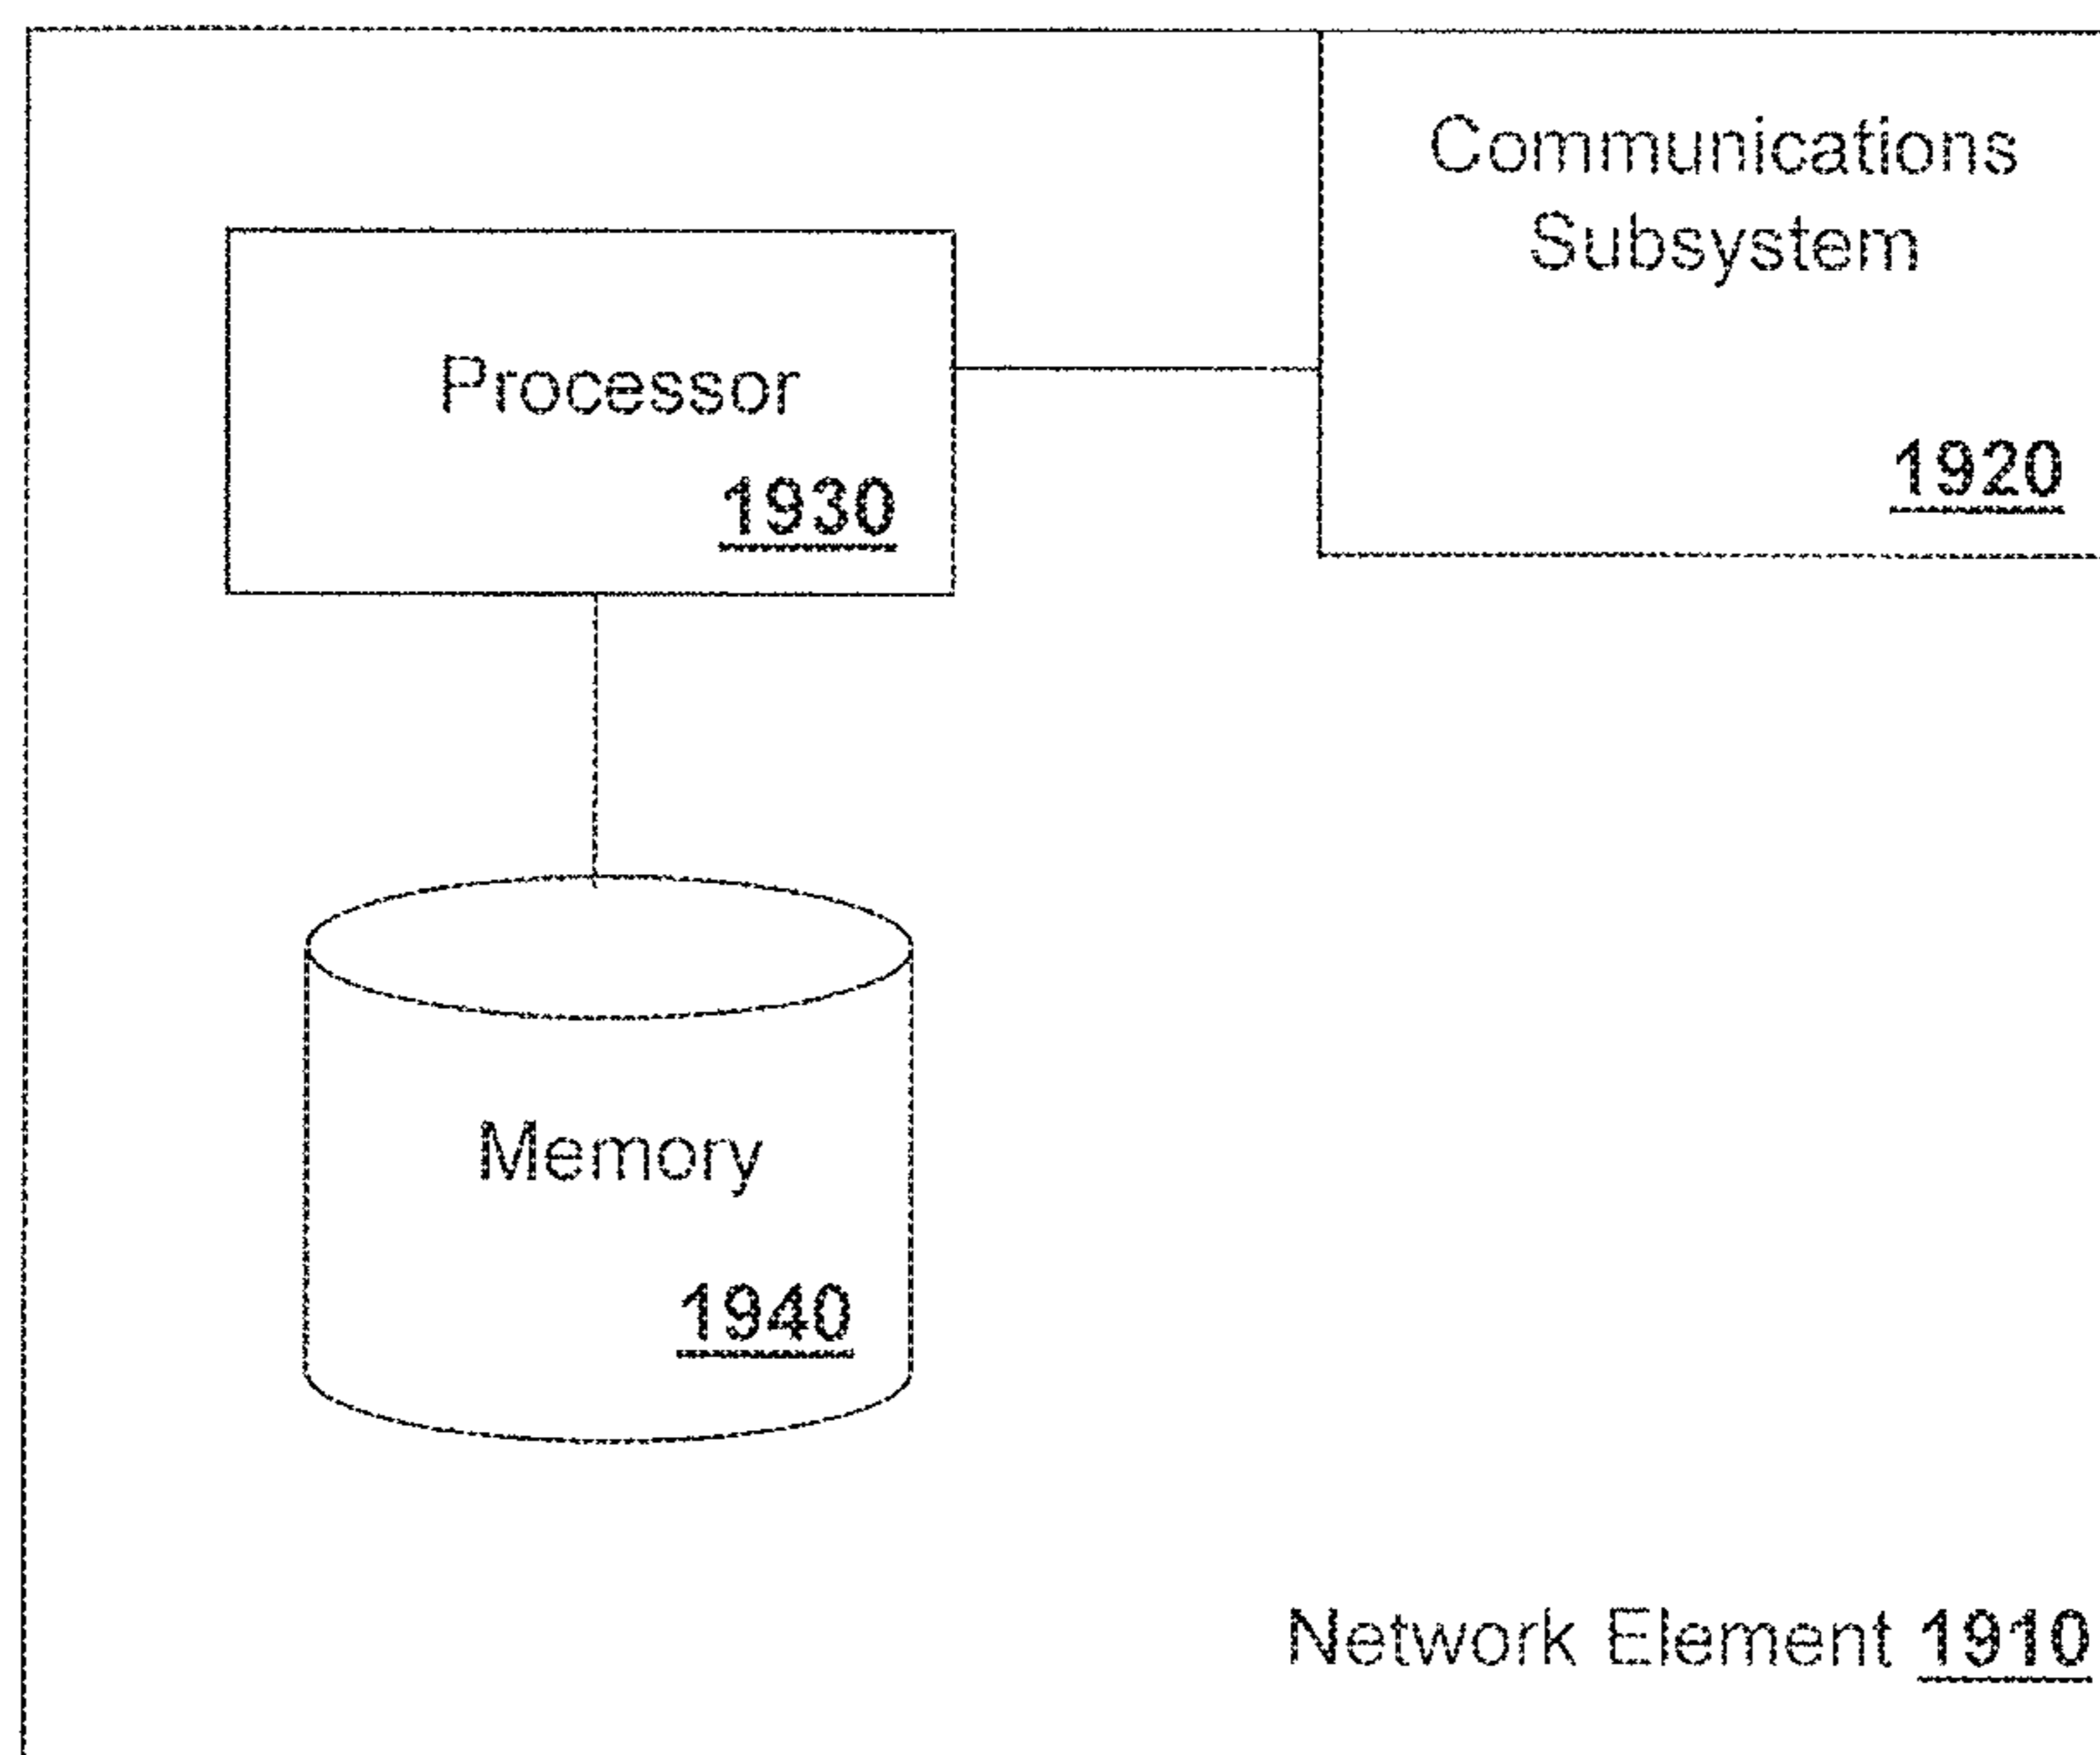 Communications
Subsystem
1920
Processor
1930
Memory
1940
Network Element 1910